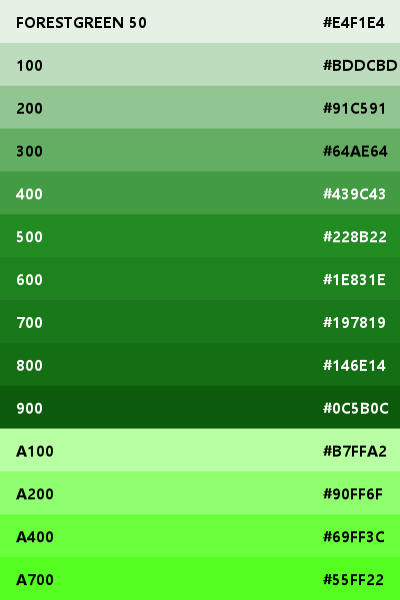 FORESTGREEN 50 #E4F1E4
100 #BDDCBD
200 #91C591
300 #64AE64
400 #439C43
500 #228B22
600 #1E831E
700 #197819
800 #146E14
900 #0C5B0C
A100 #B7FFA2
A200 #90FF6F
A400 #69FF3C
A700 #55FF22